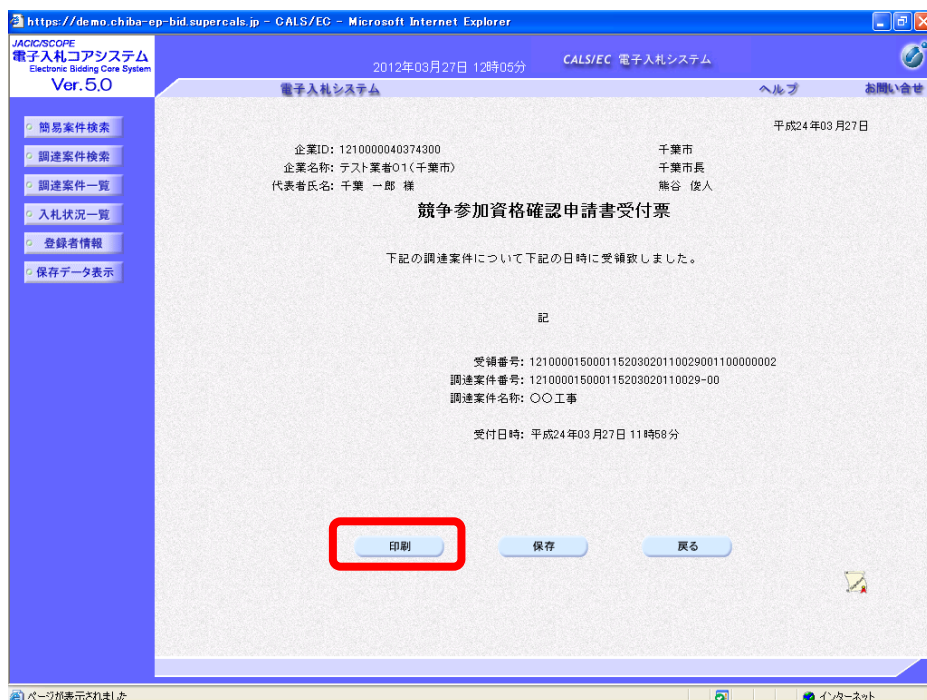 https://demo.chiba-ep-bid.supercals.jp - CALS/EC - Microsoft Internet Explorer
JACIC/SCOPE
電子入札コアシステム
Electronic Bidding Core System
Ver.5.0
2012年03月27日 12時05分
CALS/EC 電子入札システム
電子入札システム
ヘルプ
お問い合せ
簡易案件検索
調達案件検索
調達案件一覧
入札状況一覧
登録者情報
保存データ表示
平成24年03月27日
企業ID: 1210000040374300 千葉市
企業名称: テスト業者01(千葉市) 千葉市長
代表者氏名: 千葉 一郎 様 熊谷 俊人
競争参加資格確認申請書受付票
下記の調達案件について下記の日時に受領致しました。
記
受領番号: 121000015000115203020110029001100000002
調達案件番号: 1210000150001152030​20110029-00
調達案件名称: 〇〇工事
受付日時: 平成24年03月27日 11時58分
印刷
保存
戻る
ページが表示されました
インターネット